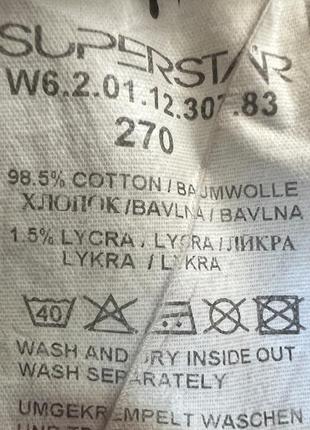 SUPERSTAR
W6.2.01.12.307.83
270
98.5% COTTON / BAUMWOLLE
ХЛОПОК / BAVLNA / BAVLNA
1.5% LYCRA / LYCRA / ЛИКРА
LYKRA / LYKRA
40
WASH AND DRY INSIDE OUT
WASH SEPARATELY
UMGEKREMPELT WASCHEN